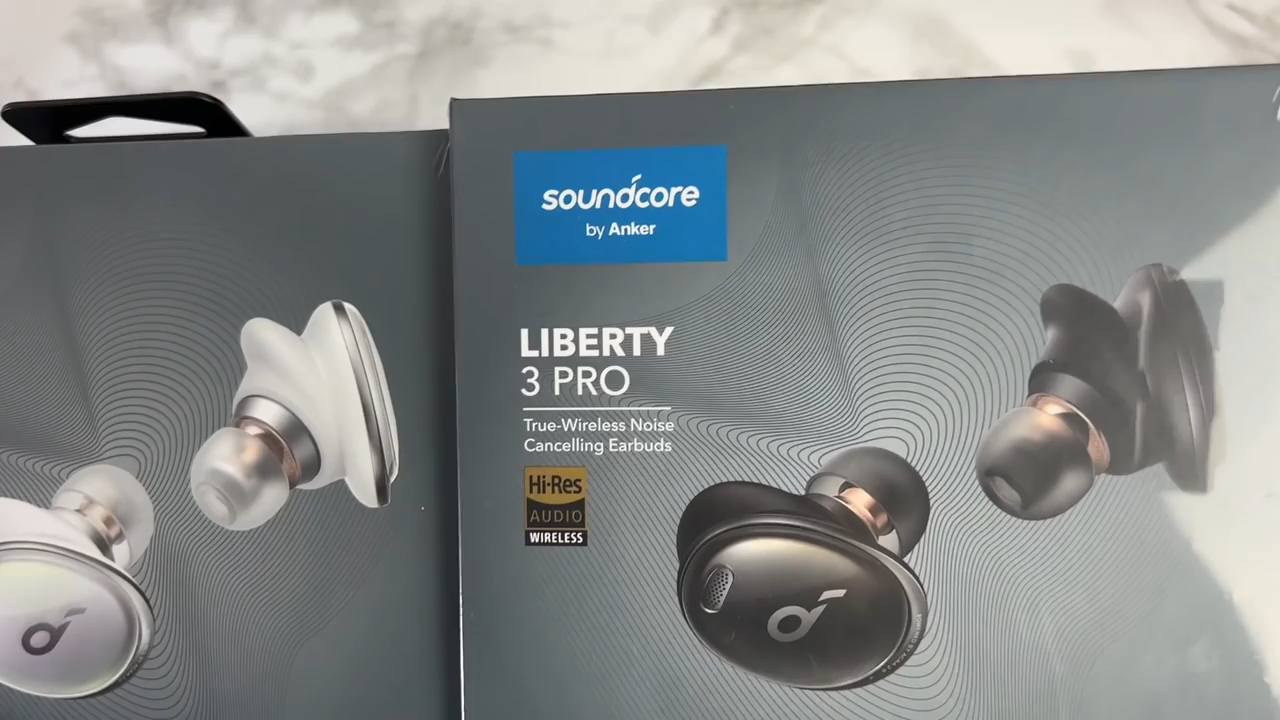 soundcore
by Anker
LIBERTY
3 PRO
True-Wireless Noise
Cancelling Earbuds
Hi-Res
AUDIO
WIRELESS